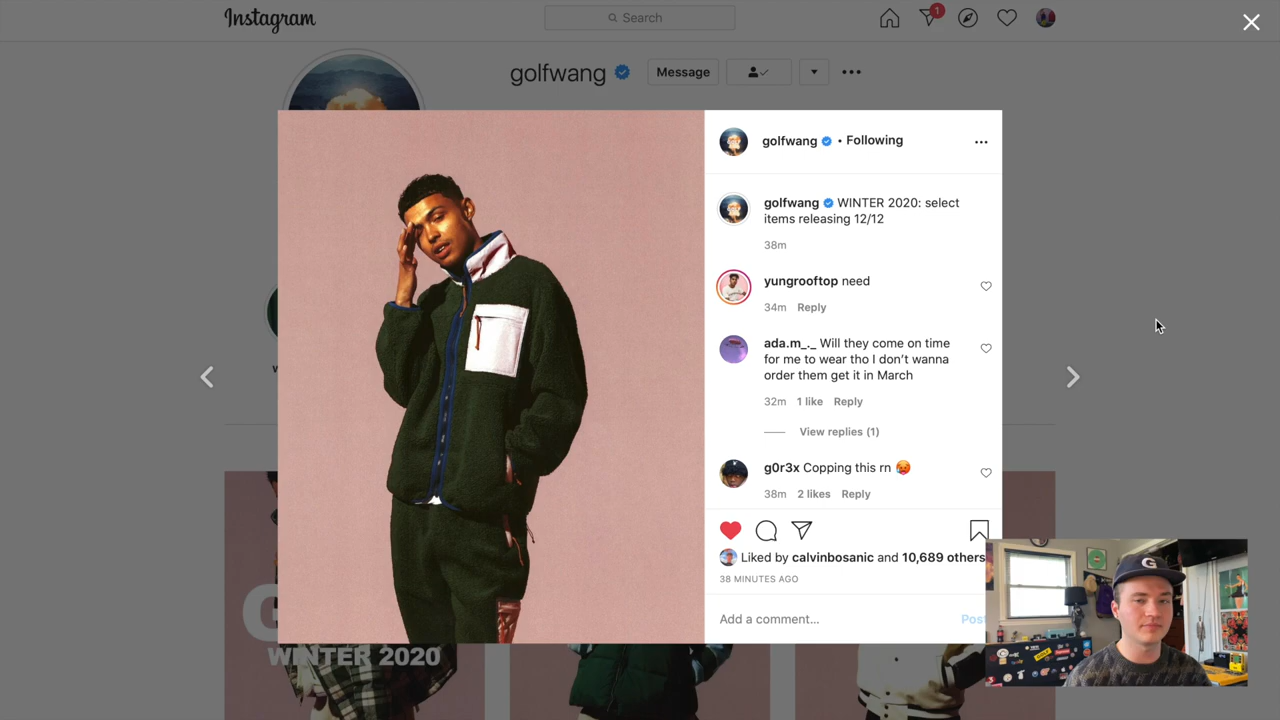 Instagram
Search
1
golfwang
Message
golfwang • Following
golfwang WINTER 2020: select
items releasing 12/12
38m
yungrooftop need
34m Reply
ada.m_._ Will they come on time
for me to wear tho I don't wanna
order them get it in March
32m 1 like Reply
View replies (1)
g0r3x Copping this rn 🥵
38m 2 likes Reply
Liked by calvinbosanic and 10,689 others
38 MINUTES AGO
Add a comment...
Post
G
WINTER 2020
G